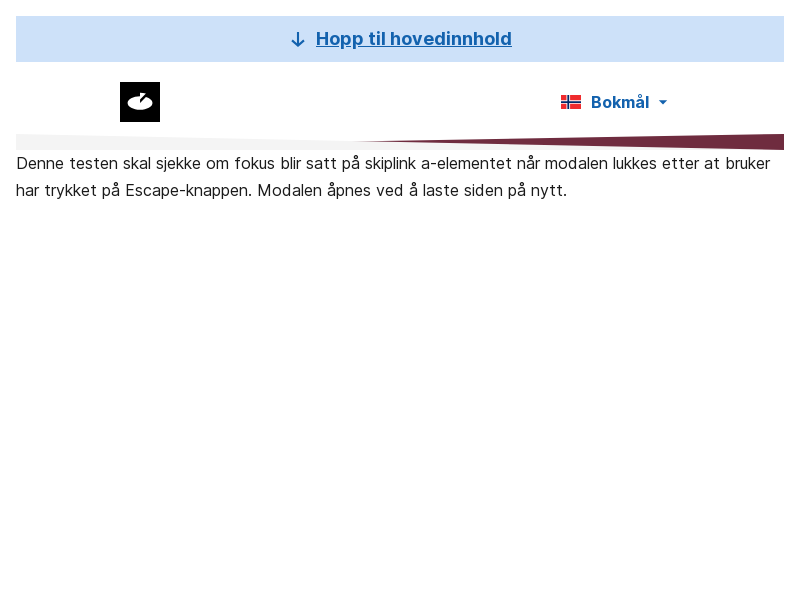 Hopp til hovedinnhold
Bokmål
Denne testen skal sjekke om fokus blir satt på skiplink a-elementet når modalen lukkes etter at bruker
har trykket på Escape-knappen. Modalen åpnes ved å laste siden på nytt.